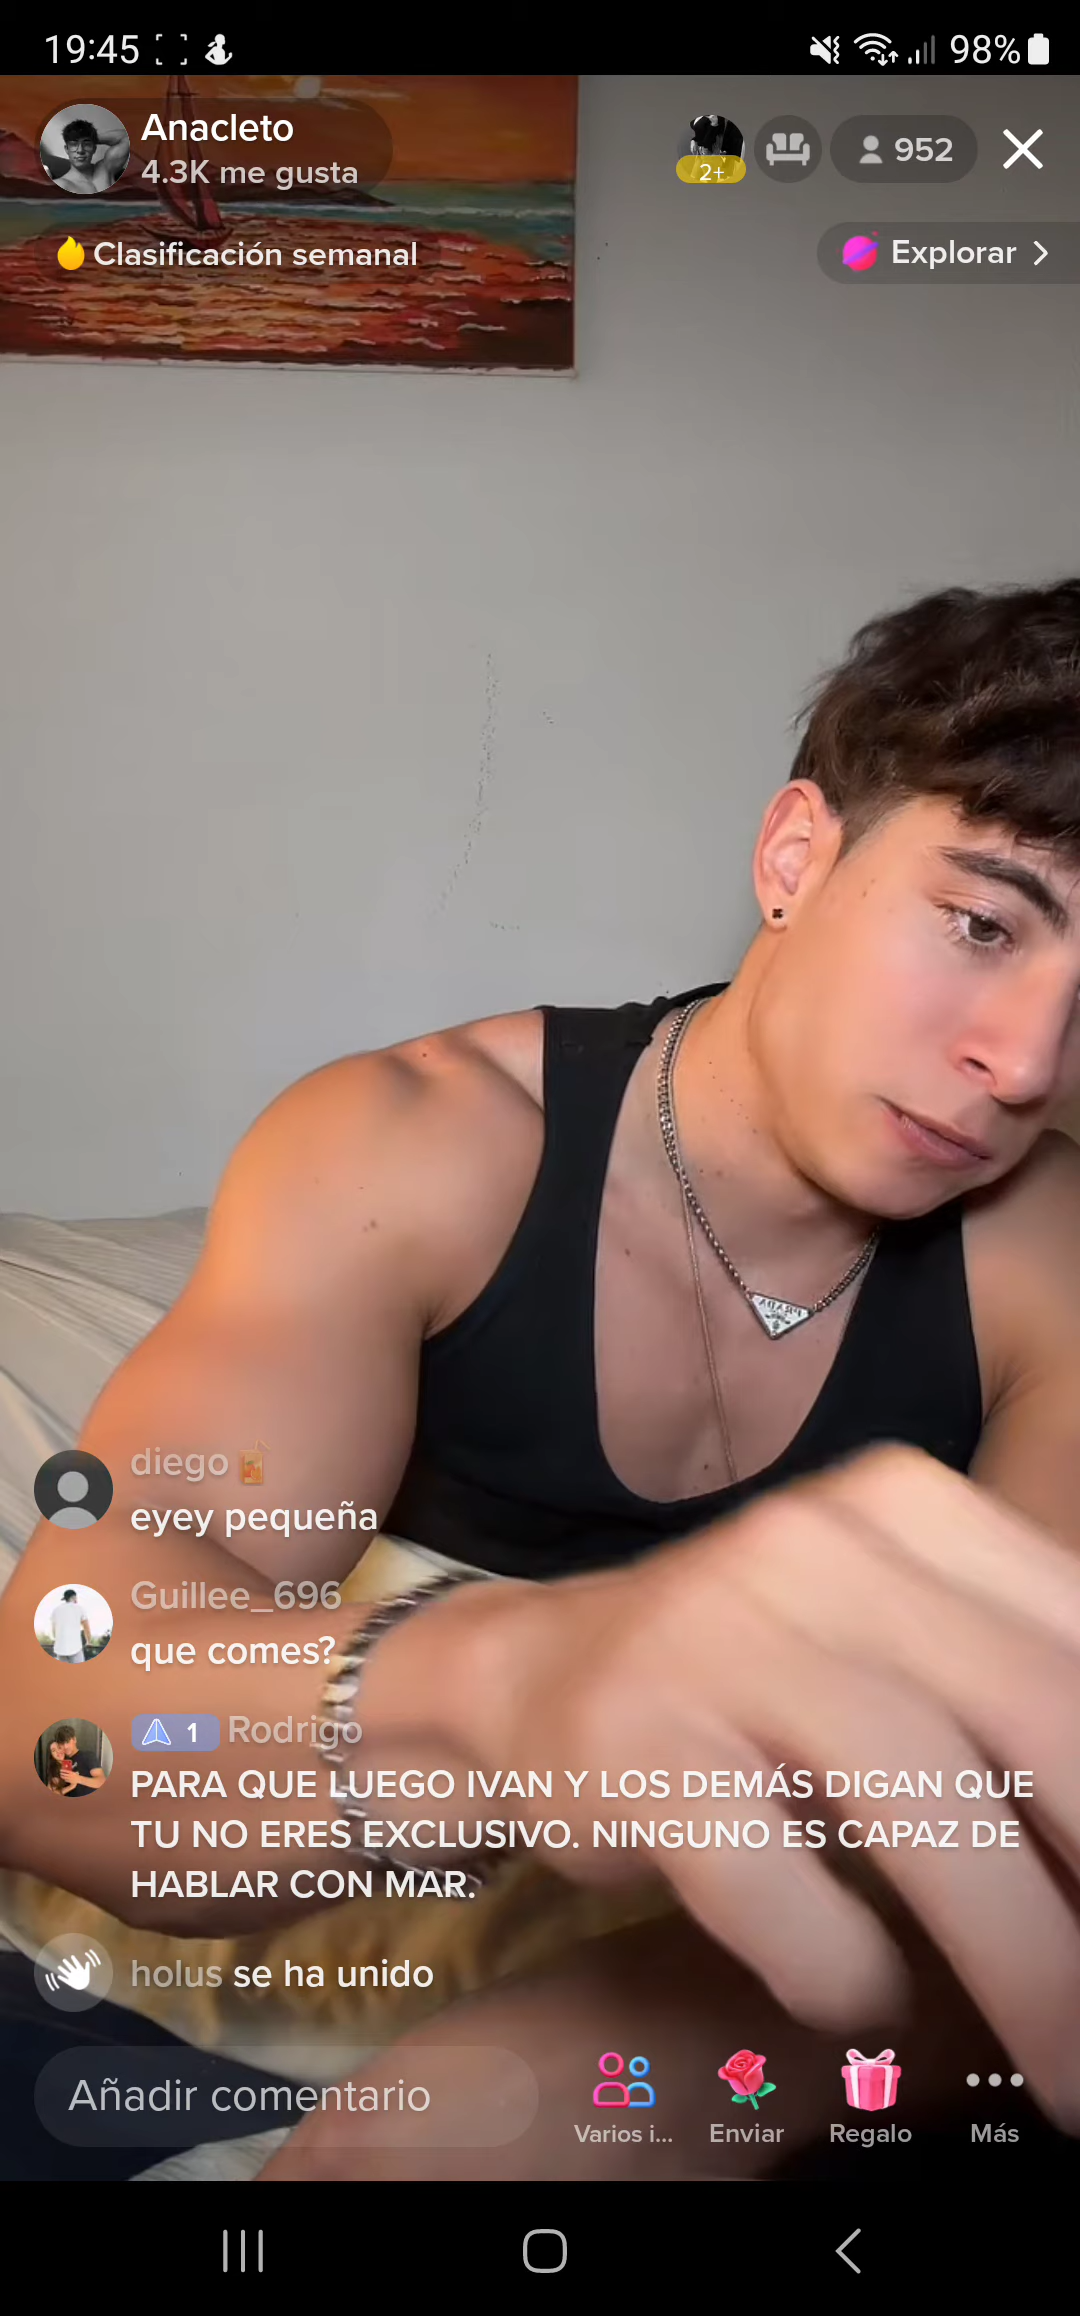 19:45
98%
Anacleto
4.3K me gusta
2+
952
Clasificación semanal
Explorar
diego
eyey pequeña
Guillee_696
que comes?
1 Rodrigo
PARA QUE LUEGO IVAN Y LOS DEMÁS DIGAN QUE
TU NO ERES EXCLUSIVO. NINGUNO ES CAPAZ DE
HABLAR CON MAR.
holus se ha unido
Añadir comentario
Varios i...
Enviar
Regalo
Más